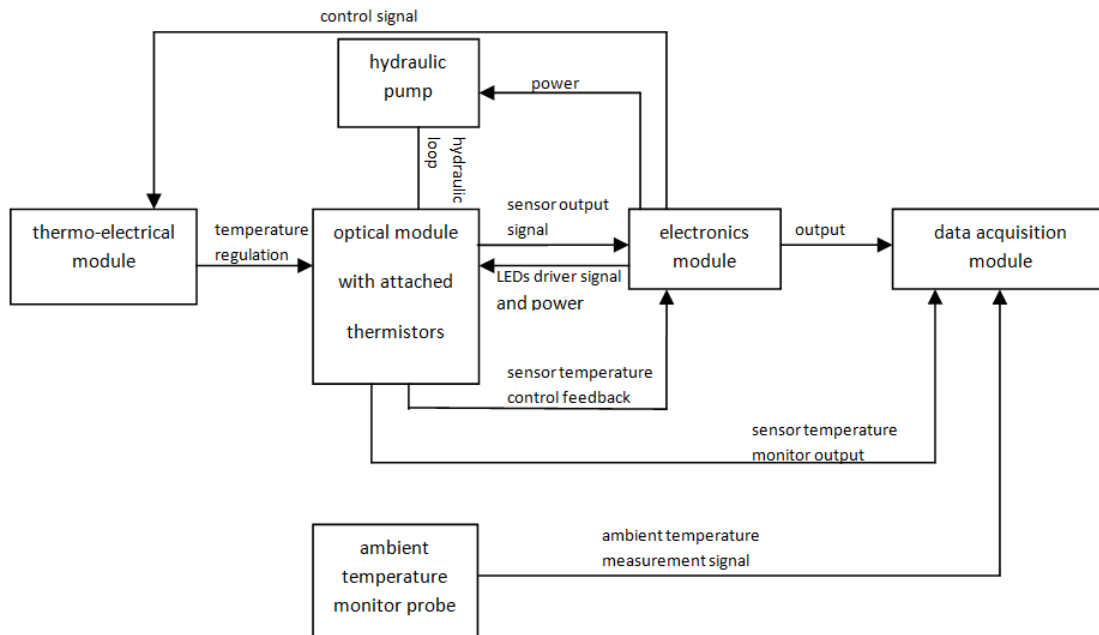 control signal
hydraulic
pump
power
hydraulic
loop
thermo-electrical
module
temperature
regulation
optical module
with attached
thermistors
sensor output
signal
LEDs driver signal
and power
electronics
module
output
data acquisition
module
sensor temperature
control feedback
sensor temperature
monitor output
ambient
temperature
monitor probe
ambient temperature
measurement signal